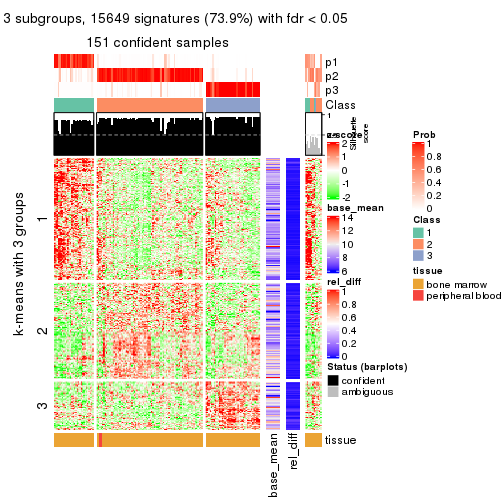 3 subgroups, 15649 signatures (73.9%) with fdr < 0.05
151 confident samples
p1
p2
p3
Class
1
Silhouette
score
z-score
2
1
0
-1
-2
base_mean
14
12
10
8
6
rel_diff
1
0.8
0.6
0.4
0.2
0
Status (barplots)
confident
ambiguous
Prob
1
0.8
0.6
0.4
0.2
0
Class
1
2
3
tissue
bone marrow
peripheral blood
k-means with 3 groups
1
2
3
tissue
base_mean
rel_diff